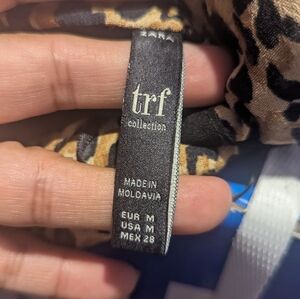 ZARA
trf
collection
MADE IN
MOLDAVIA
EUR M
USA M
MEX 28